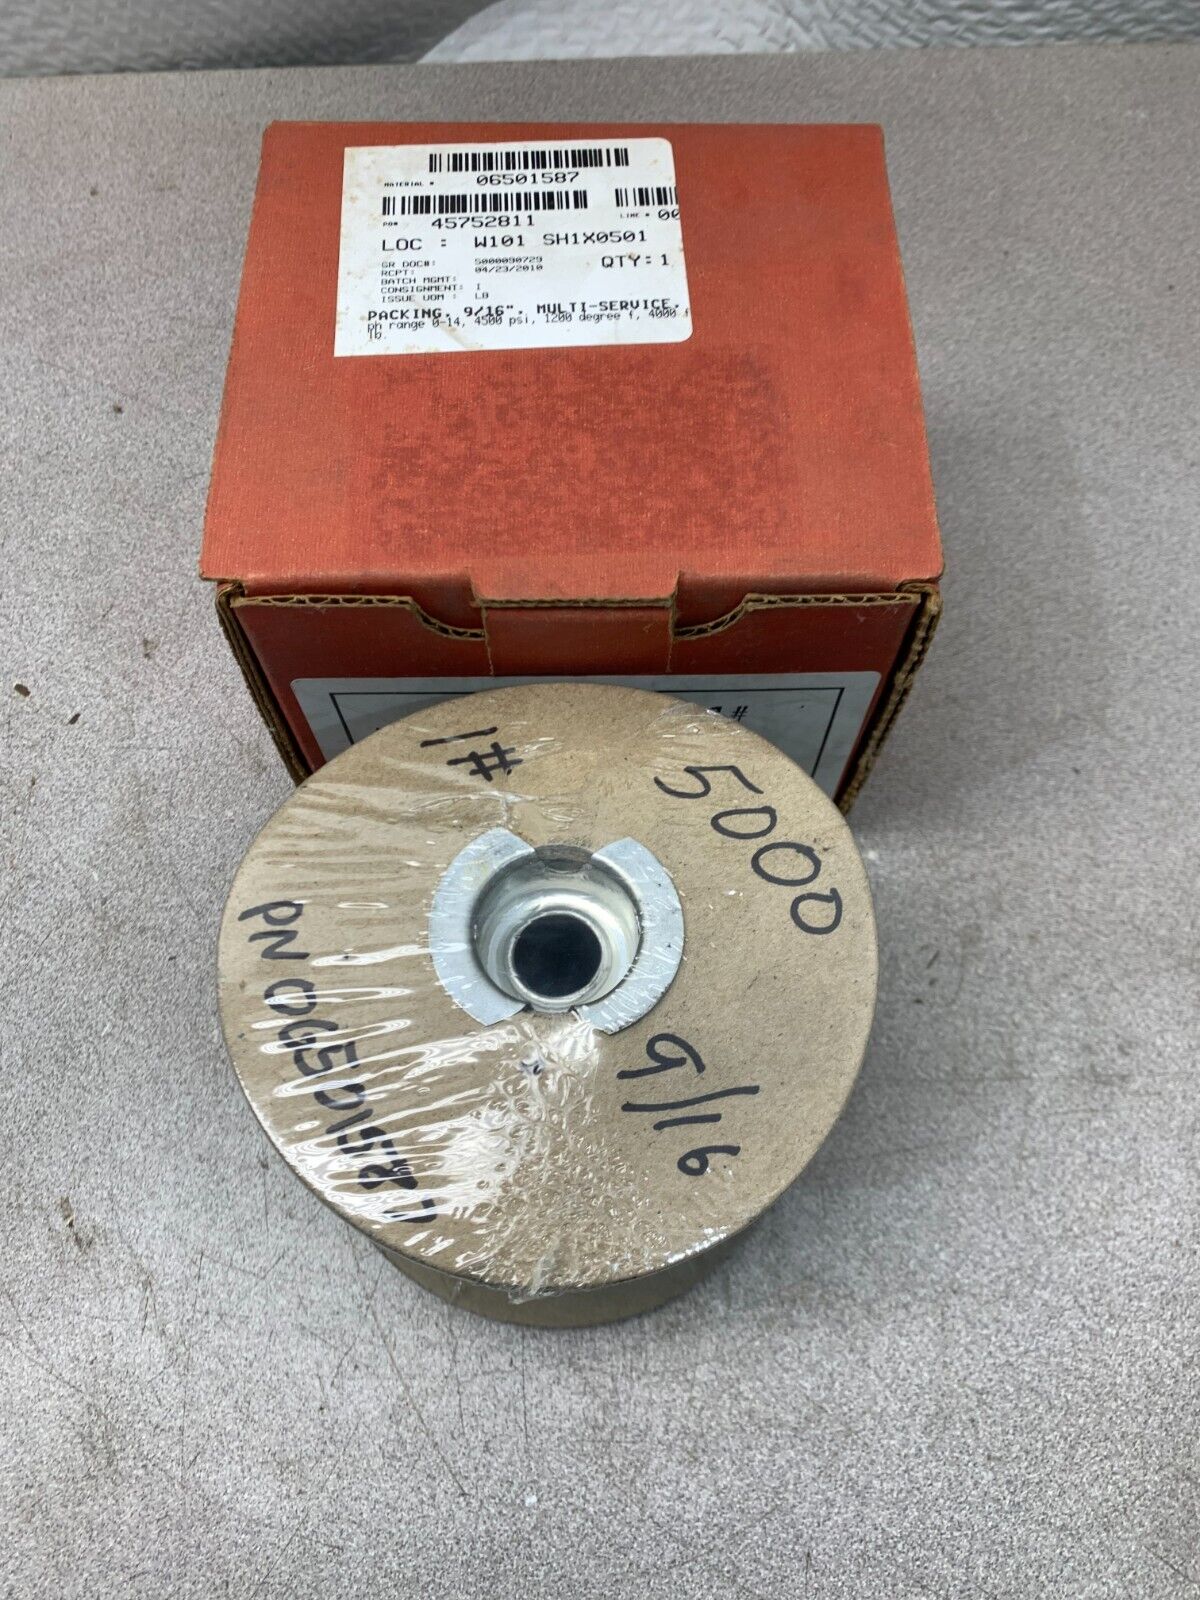 MATERIAL # 06501587
PO# 45752811 LINE # 00
LOC : W101 SH1X0501
GR DOC#: 5000090729 QTY: 1
RCPT: 04/23/2010
BATCH MGMT:
CONSIGNMENT: I
ISSUE UOM : LB
PACKING, 9/16", MULTI-SERVICE,
ph range 0-14, 4500 psi, 1200 degree f, 4000 f
lb.
#
1#
5000
PN 06501587
9/16